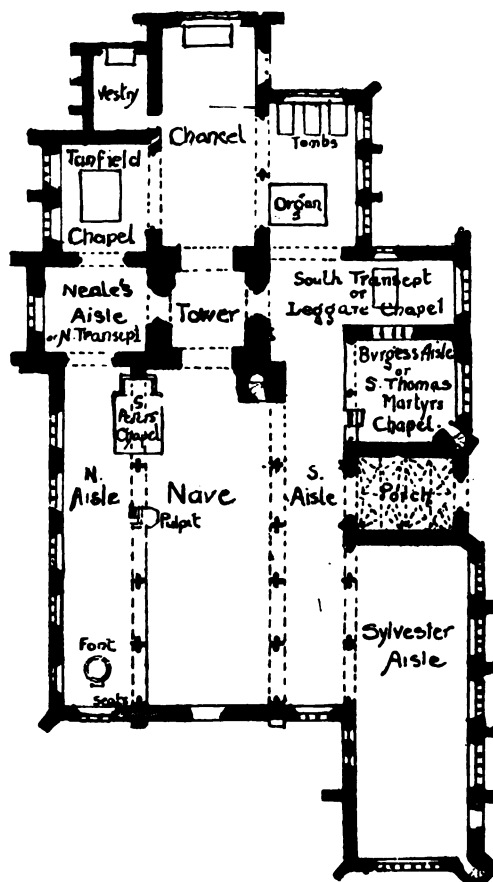 Vestry
Chancel
Tombs
Organ
Tanfield
Chapel
Neale's
Aisle
or N. Transept
Tower
South Transept
or
Leggare Chapel
Burgess Aisle
or
S. Thomas
Martyrs
Chapel.
S.
Peters
Chapel
N.
Aisle
Nave
S.
Aisle
Porch
Pulpit
Sylvester
Aisle
Font
Seats